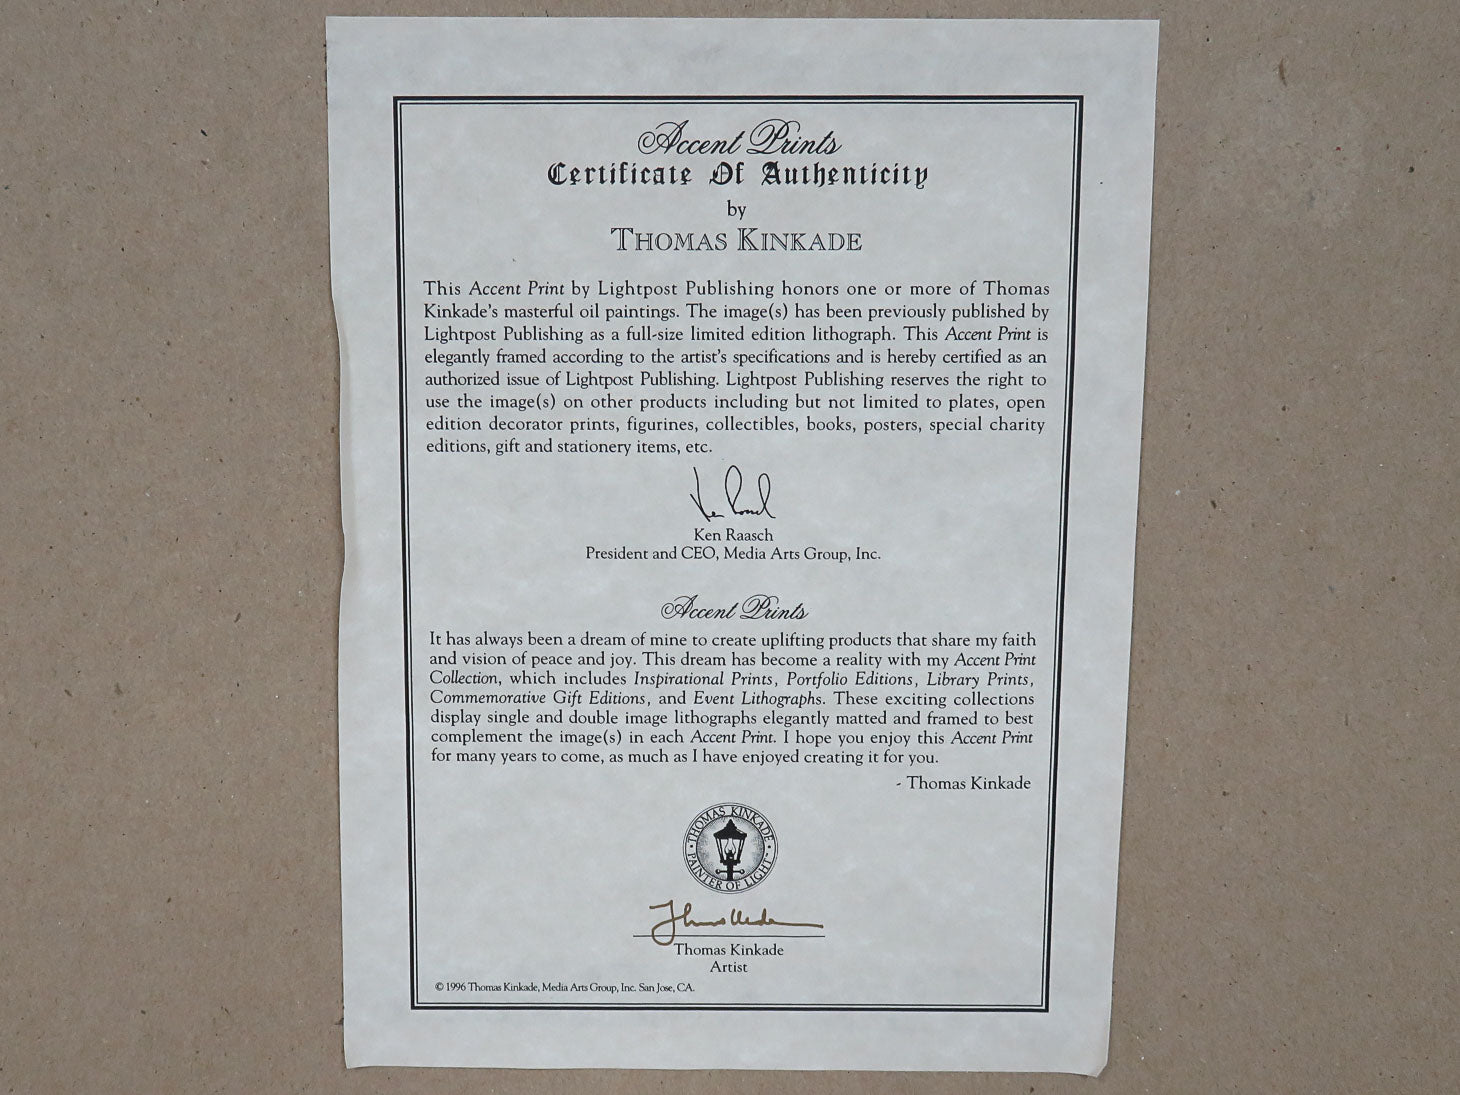 Accent Prints
Certificate Of Authenticity
by
THOMAS KINKADE
This Accent Print by Lightpost Publishing honors one or more of Thomas
Kinkade's masterful oil paintings. The image(s) has been previously published by
Lightpost Publishing as a full-size limited edition lithograph. This Accent Print is
elegantly framed according to the artist's specifications and is hereby certified as an
authorized issue of Lightpost Publishing. Lightpost Publishing reserves the right to
use the image(s) on other products including but not limited to plates, open
edition decorator prints, figurines, collectibles, books, posters, special charity
editions, gift and stationery items, etc.
Ken Raasch
President and CEO, Media Arts Group, Inc.
Accent Prints
It has always been a dream of mine to create uplifting products that share my faith
and vision of peace and joy. This dream has become a reality with my Accent Print
Collection, which includes Inspirational Prints, Portfolio Editions, Library Prints,
Commemorative Gift Editions, and Event Lithographs. These exciting collections
display single and double image lithographs elegantly matted and framed to best
complement the image(s) in each Accent Print. I hope you enjoy this Accent Print
for many years to come, as much as I have enjoyed creating it for you.
- Thomas Kinkade
THOMAS KINKADE
PAINTER OF LIGHT™
Thomas Kinkade
Artist
© 1996 Thomas Kinkade, Media Arts Group, Inc. San Jose, CA.